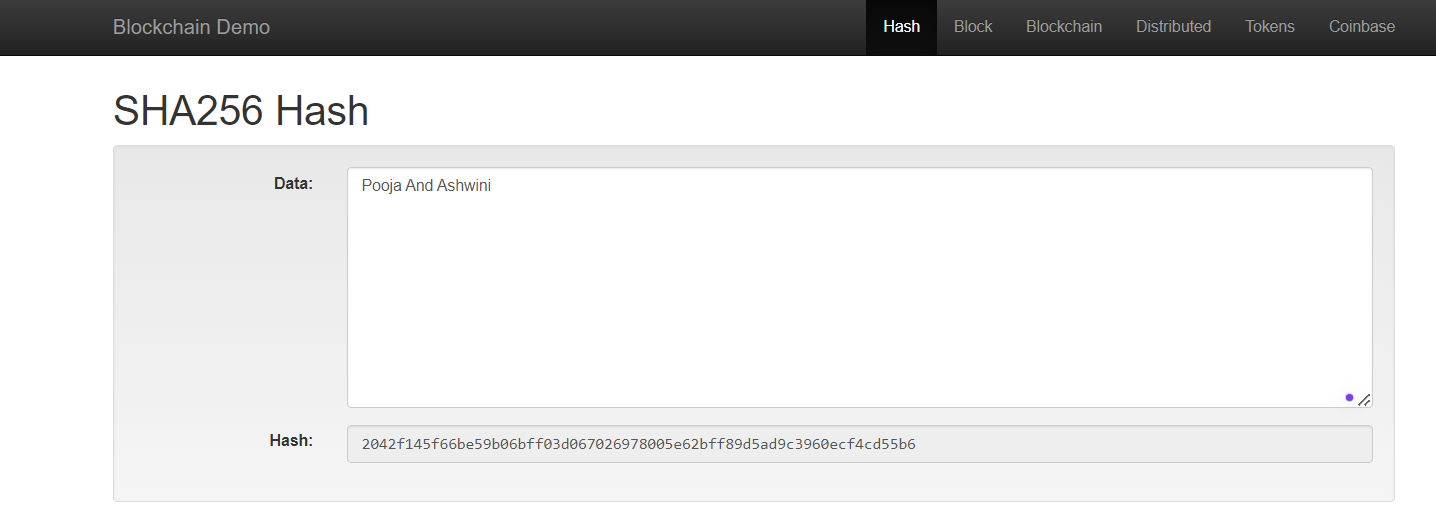 Blockchain Demo Hash Block Blockchain Distributed Tokens Coinbase
SHA256 Hash
Data: Pooja And Ashwini
Hash: 2042f145f66be59b06bff03d067026978005e62bff89d5ad9c3960ecf4cd55b6